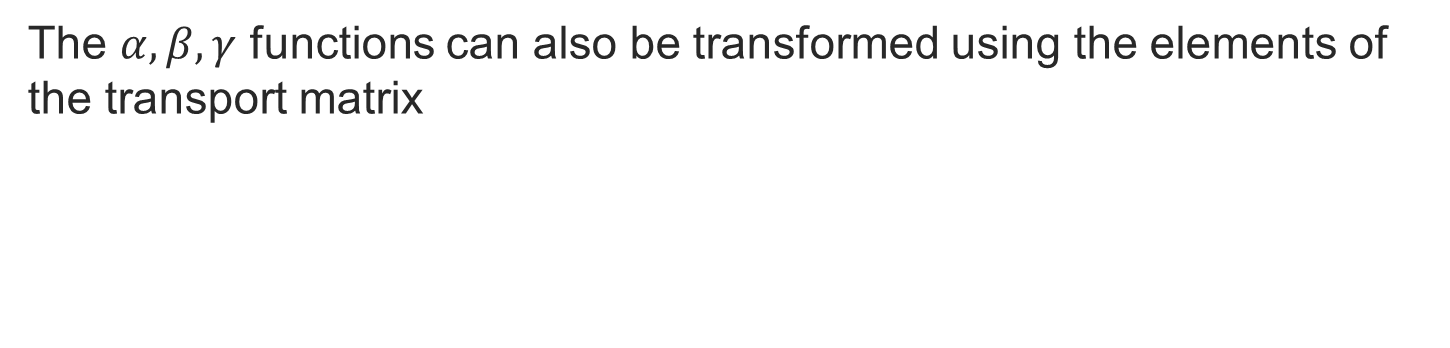 The α, β, γ functions can also be transformed using the elements of
the transport matrix